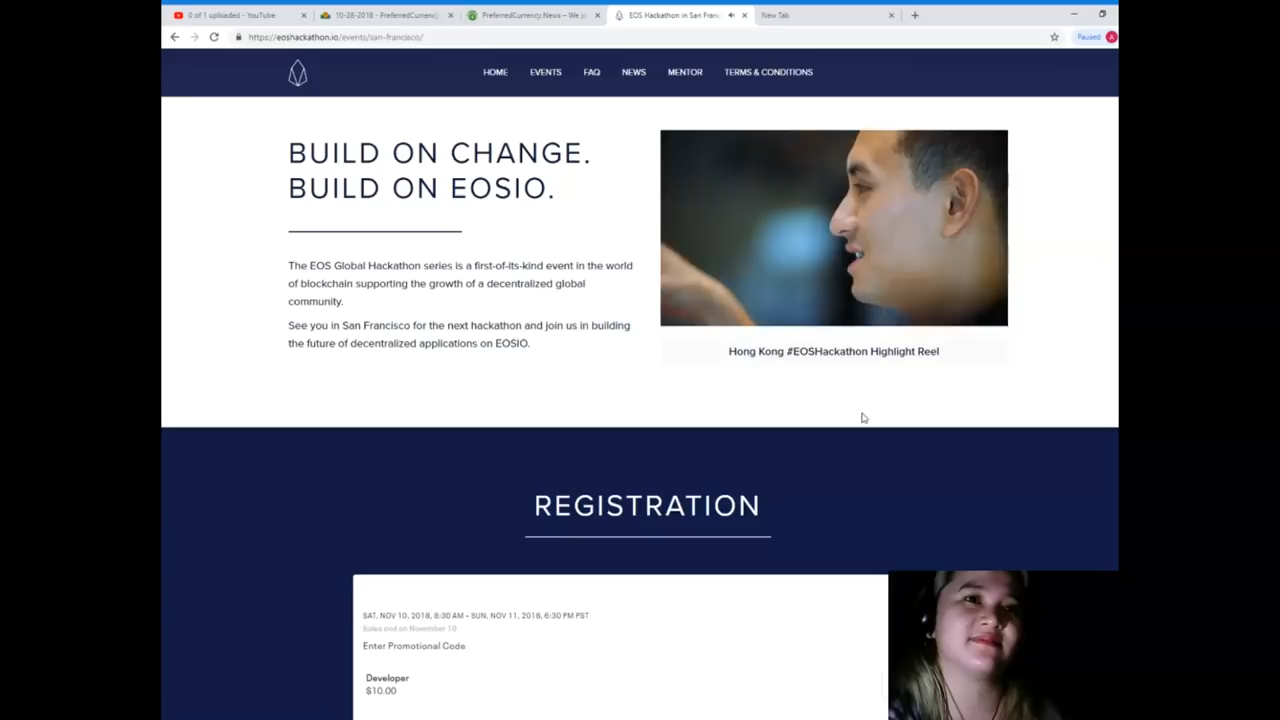 0 of 1 uploaded - YouTube
10-28-2018 - PreferredCurrency
PreferredCurrency.News – We p
EOS Hackathon in San Fran
New Tab
https://eoshackathon.io/events/san-francisco/
Paused
A
HOME
EVENTS
FAQ
NEWS
MENTOR
TERMS & CONDITIONS
BUILD ON CHANGE.
BUILD ON EOSIO.
The EOS Global Hackathon series is a first-of-its-kind event in the world
of blockchain supporting the growth of a decentralized global
community.
See you in San Francisco for the next hackathon and join us in building
the future of decentralized applications on EOSIO.
Hong Kong #EOSHackathon Highlight Reel
REGISTRATION
SAT, NOV 10, 2018, 8:30 AM – SUN, NOV 11, 2018, 6:30 PM PST
Sales end on November 10
Enter Promotional Code
Developer
$10.00